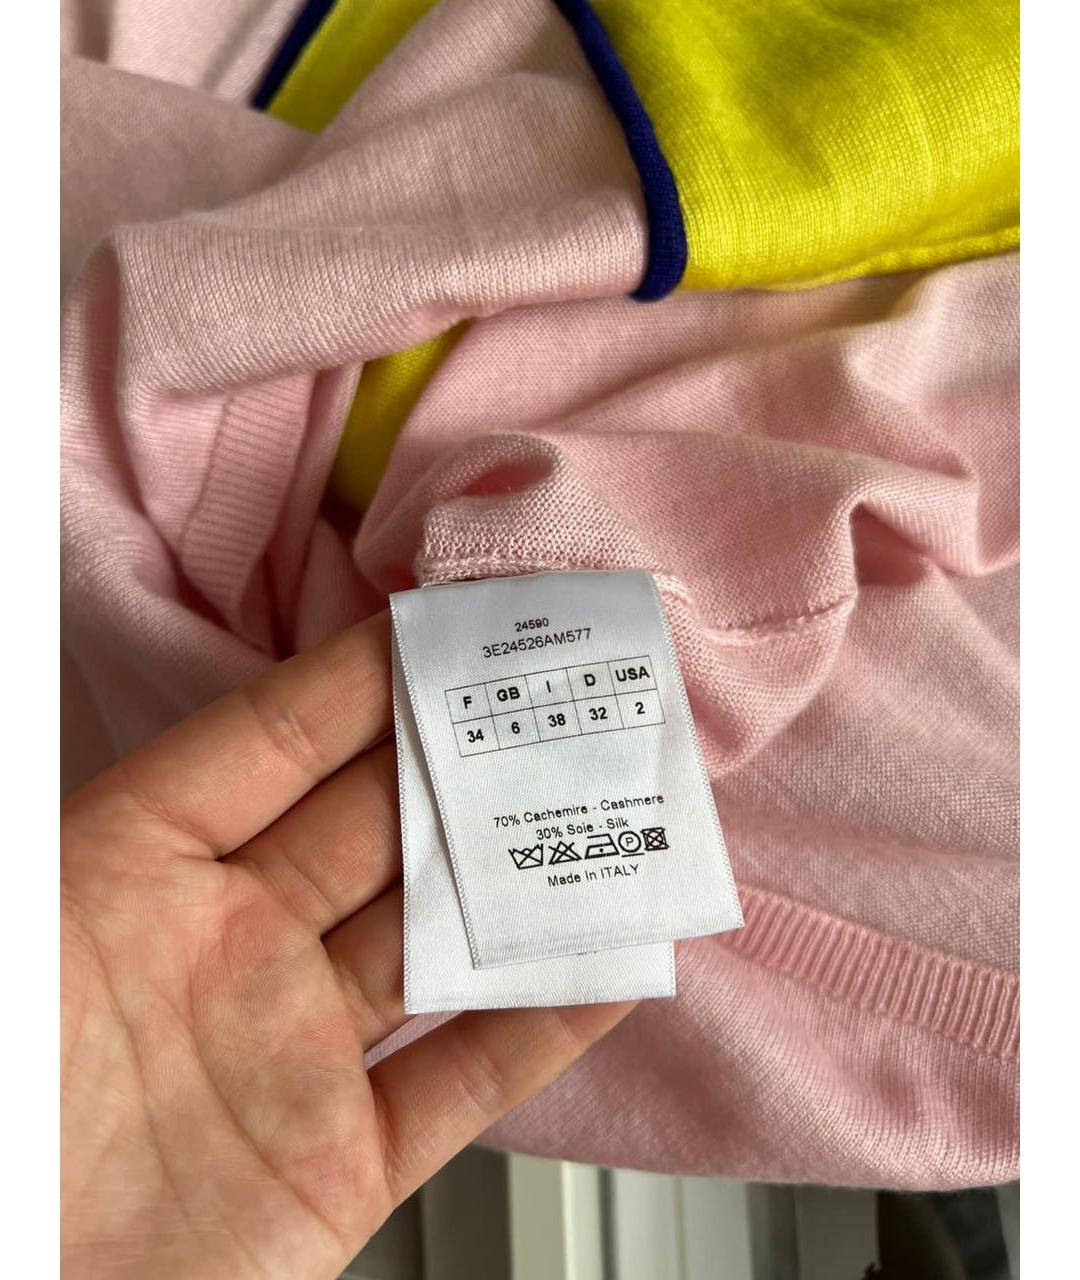 24590
3E24526AM577
F GB I D USA
34 6 38 32 2
70% Cachemire - Cashmere
30% Soie - Silk
P
Made In ITALY